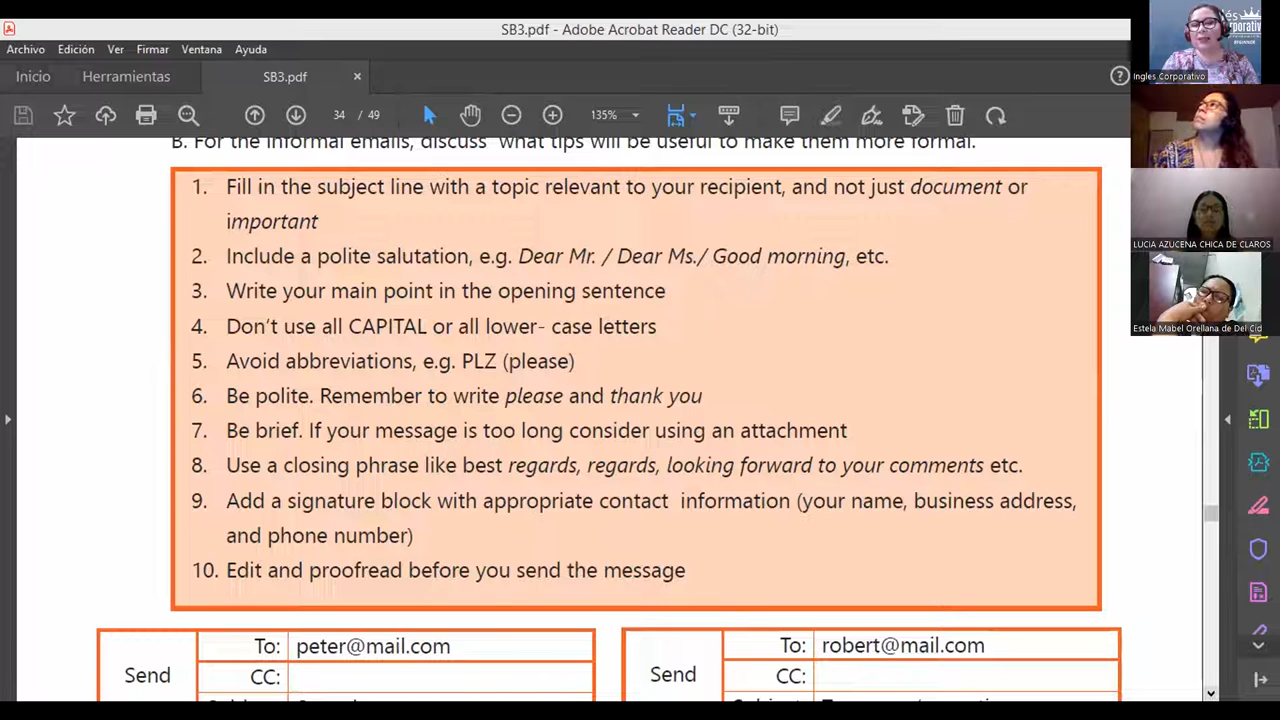 SB3.pdf - Adobe Acrobat Reader DC (32-bit)
Archivo Edición Ver Firmar Ventana Ayuda
Inicio Herramientas SB3.pdf ×
34 / 49 135%
B. For the informal emails, discuss what tips will be useful to make them more formal.
1. Fill in the subject line with a topic relevant to your recipient, and not just document or
important
2. Include a polite salutation, e.g. Dear Mr. / Dear Ms./ Good morning, etc.
3. Write your main point in the opening sentence
4. Don't use all CAPITAL or all lower- case letters
5. Avoid abbreviations, e.g. PLZ (please)
6. Be polite. Remember to write please and thank you
7. Be brief. If your message is too long consider using an attachment
8. Use a closing phrase like best regards, regards, looking forward to your comments etc.
9. Add a signature block with appropriate contact information (your name, business address,
and phone number)
10. Edit and proofread before you send the message
Send To: peter@mail.com
CC:
Send To: robert@mail.com
CC:
Ingles Corporativo
LUCIA AZUCENA CHICA DE CLAROS
Estela Mabel Orellana de Del Cid